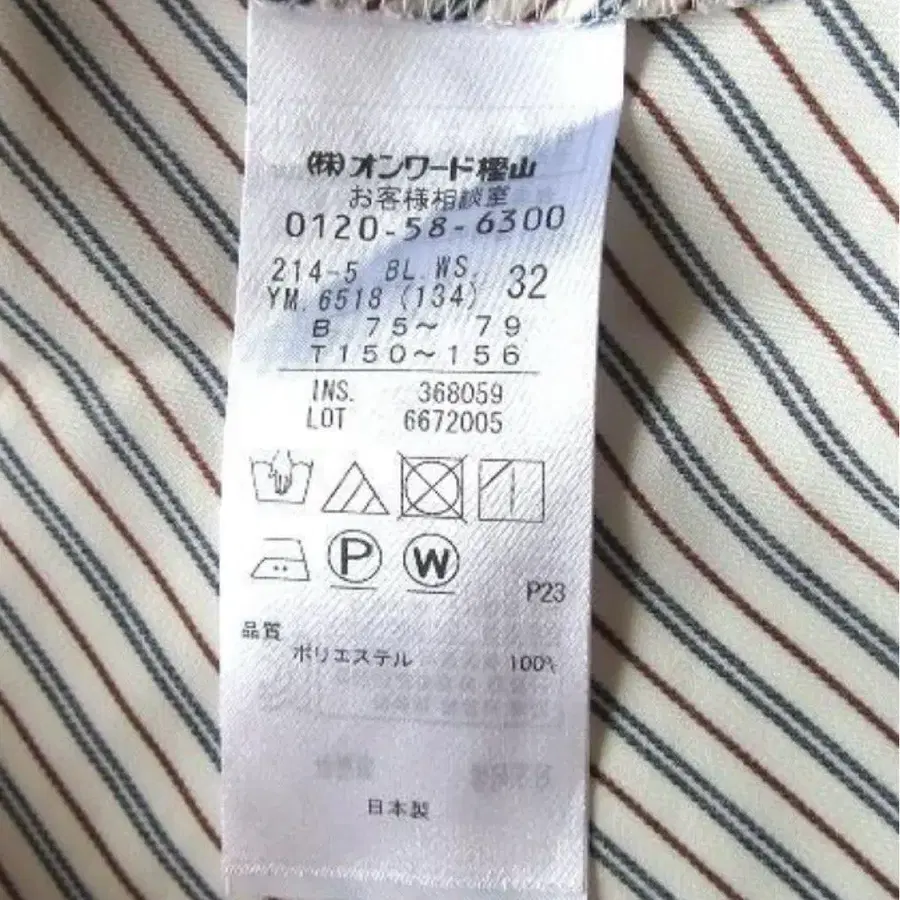 (株)オンワード樫山
お客様相談室
0120-58-6300
214-5 BL.WS. 32
YM.6518 (134)
B 75～ 79
T150～156
INS. 368059
LOT 6672005
P W
P23
品質
ポリエステル 100%
日本製